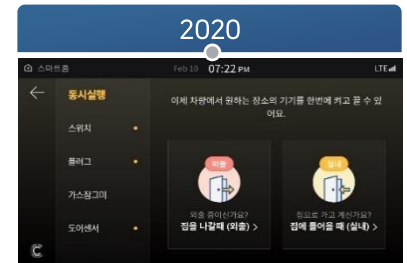 2020
스마트홈 Feb 10 07:22 PM LTE
동시실행
이제 차량에서 원하는 장소의 기기를 한번에 켜고 끌 수 있
어요.
스위치
플러그
가스잠그미
도어센서
외출
외출 중이신가요?
집을 나갈때 (외출) >
실내
집으로 가고 계신가요?
집에 들어올 때 (실내) >